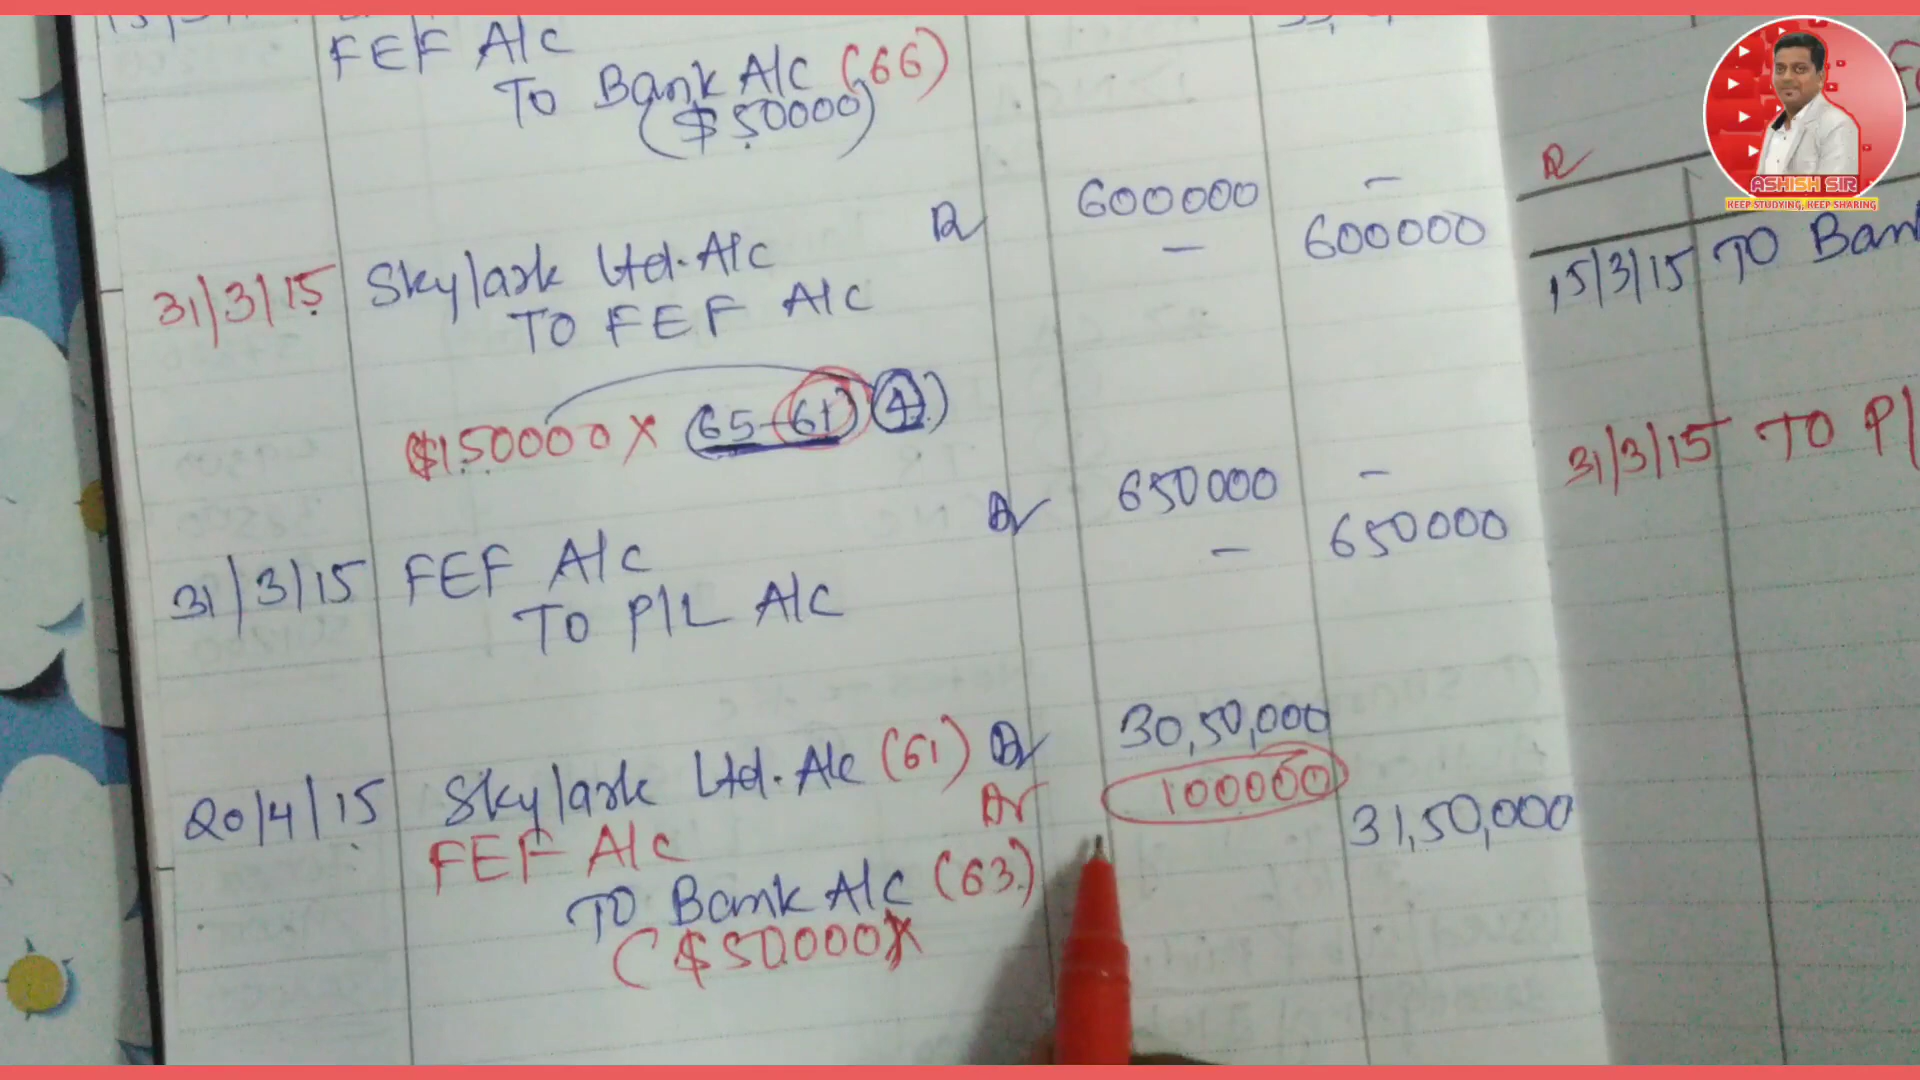 FEF A/c
TO Bank A/c (66)
($ 50000)
31/3/15 Skylark Ltd. A/c Dr 600000 -
TO FEF A/c - 600000
$150000 X (65-61) (4)
31/3/15 FEF A/c Dr 650000 -
TO P/L A/c - 650000
20/4/15 Skylark Ltd. A/c (61) Dr 30,50,000
FEF A/c Dr 100000
TO Bank A/c (63) 31,50,000
($50000X
Dr
15/3/15 TO Ban
31/3/15 TO P/
ASHISH SIR
KEEP STUDYING, KEEP SHARING